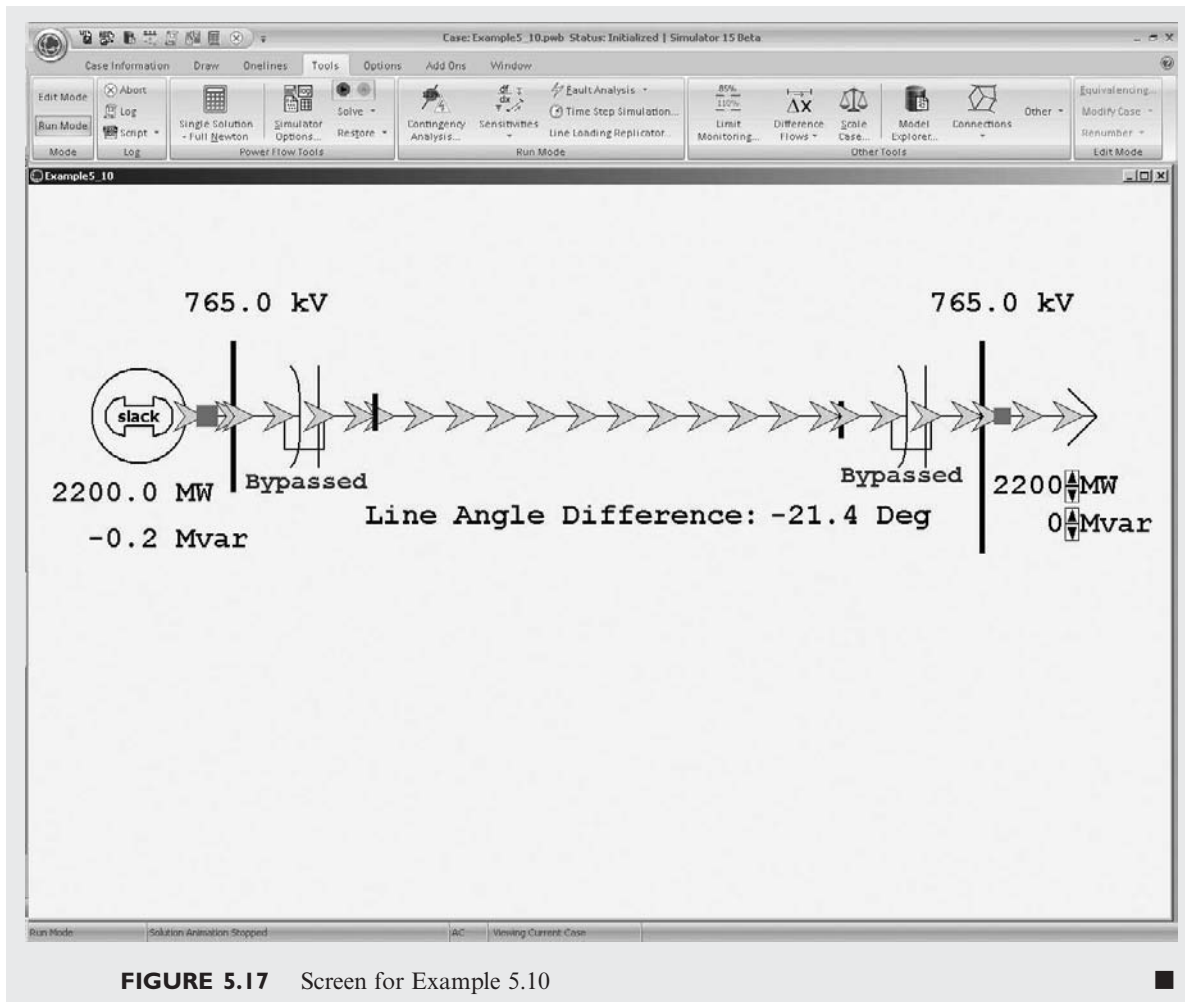 Case: Example5_10.pwb Status: Initialized | Simulator 15 Beta
Case Information Draw Onelines Tools Options Add Ons Window
Edit Mode
Run Mode
Mode
Abort
Log
Script
Log
Single Solution - Full Newton
Simulator Options...
Solve
Restore
Power Flow Tools
Contingency Analysis...
Sensitivities
Fault Analysis
Time Step Simulation...
Line Loading Replicator...
Run Mode
85%
110%
Limit Monitoring...
ΔX
Difference Flows
Scale Case...
Model Explorer...
Connections
Other
Other Tools
Equivalencing...
Modify Case
Renumber
Edit Mode
Example5_10
765.0 kV 765.0 kV
slack
Bypassed Bypassed
2200.0 MW 2200 MW
Line Angle Difference: -21.4 Deg
-0.2 Mvar 0 Mvar
Run Mode Solution Animation Stopped AC Viewing Current Case
FIGURE 5.17 Screen for Example 5.10